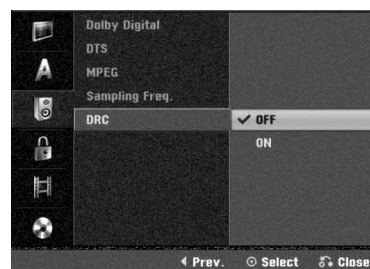 A
Dolby Digital
DTS
MPEG
Sampling Freq.
DRC
OFF
ON
Prev. Select Close